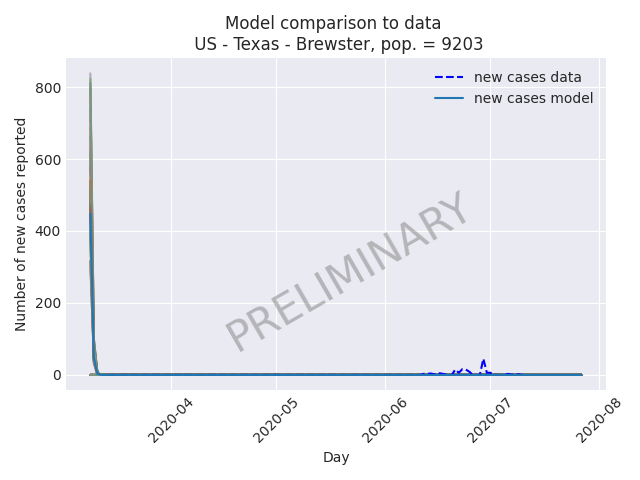 Model comparison to data
US - Texas - Brewster, pop. = 9203
new cases data
new cases model
Number of new cases reported
800
600
400
200
0
PRELIMINARY
2020-04
2020-05
2020-06
2020-07
2020-08
Day